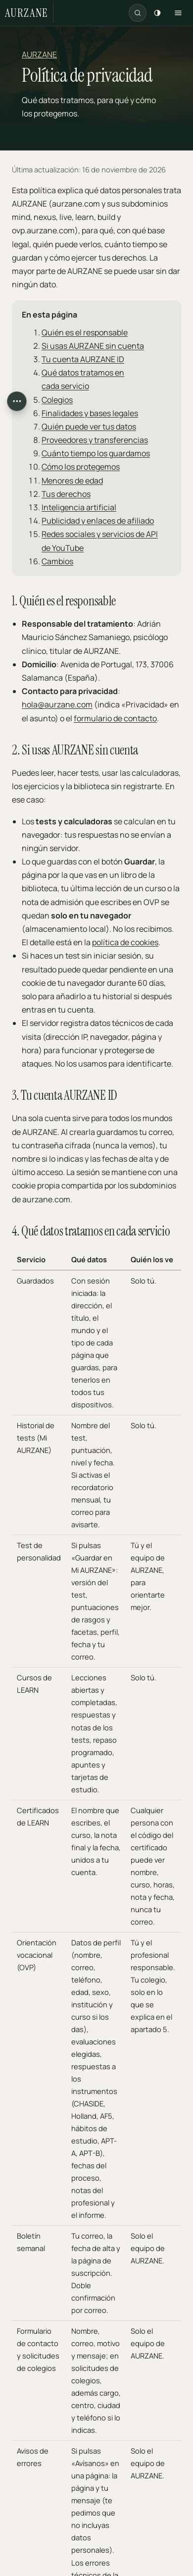 AURZANE
AURZANE
Política de privacidad
Qué datos tratamos, para qué y cómo
los protegemos.
Última actualización: 16 de noviembre de 2026
Esta política explica qué datos personales trata
AURZANE (aurzane.com y sus subdominios
mind, nexus, live, learn, build y
ovp.aurzane.com), para qué, con qué base
legal, quién puede verlos, cuánto tiempo se
guardan y cómo ejercer tus derechos. La
mayor parte de AURZANE se puede usar sin dar
ningún dato.
En esta página
1. Quién es el responsable
2. Si usas AURZANE sin cuenta
3. Tu cuenta AURZANE ID
4. Qué datos tratamos en
cada servicio
5. Colegios
6. Finalidades y bases legales
7. Quién puede ver tus datos
8. Proveedores y transferencias
9. Cuánto tiempo los guardamos
10. Cómo los protegemos
11. Menores de edad
12. Tus derechos
13. Inteligencia artificial
14. Publicidad y enlaces de afiliado
15. Redes sociales y servicios de API
de YouTube
16. Cambios
1. Quién es el responsable
Responsable del tratamiento: Adrián
Mauricio Sánchez Samaniego, psicólogo
clínico, titular de AURZANE.
Domicilio: Avenida de Portugal, 173, 37006
Salamanca (España).
Contacto para privacidad:
hola@aurzane.com (indica «Privacidad» en
el asunto) o el formulario de contacto.
2. Si usas AURZANE sin cuenta
Puedes leer, hacer tests, usar las calculadoras,
los ejercicios y la biblioteca sin registrarte. En
ese caso:
Los tests y calculadoras se calculan en tu
navegador: tus respuestas no se envían a
ningún servidor.
Lo que guardas con el botón Guardar, la
página por la que vas en un libro de la
biblioteca, tu última lección de un curso o la
nota de admisión que escribes en OVP se
quedan solo en tu navegador
(almacenamiento local). No los recibimos.
El detalle está en la política de cookies.
Si haces un test sin iniciar sesión, su
resultado puede quedar pendiente en una
cookie de tu navegador durante 60 días,
solo para añadirlo a tu historial si después
entras en tu cuenta.
El servidor registra datos técnicos de cada
visita (dirección IP, navegador, página y
hora) para funcionar y protegerse de
ataques. No los usamos para identificarte.
3. Tu cuenta AURZANE ID
Una sola cuenta sirve para todos los mundos
de AURZANE. Al crearla guardamos tu correo,
tu contraseña cifrada (nunca la vemos), tu
nombre si lo indicas y las fechas de alta y de
último acceso. La sesión se mantiene con una
cookie propia compartida por los subdominios
de aurzane.com.
4. Qué datos tratamos en cada servicio
Servicio
Qué datos
Quién los ve
Guardados
Con sesión
iniciada: la
dirección, el
título, el
mundo y el
tipo de cada
página que
guardas, para
tenerlos en
todos tus
dispositivos.
Solo tú.
Historial de
tests (Mi
AURZANE)
Nombre del
test,
puntuación,
nivel y fecha.
Si activas el
recordatorio
mensual, tu
correo para
avisarte.
Solo tú.
Test de
personalidad
Si pulsas
«Guardar en
Mi AURZANE»:
versión del
test,
puntuaciones
de rasgos y
facetas, perfil,
fecha y tu
correo.
Tú y el
equipo de
AURZANE,
para
orientarte
mejor.
Cursos de
LEARN
Lecciones
abiertas y
completadas,
respuestas y
notas de los
tests, repaso
programado,
apuntes y
tarjetas de
estudio.
Solo tú.
Certificados
de LEARN
El nombre que
escribes, el
curso, la nota
final y la fecha,
unidos a tu
cuenta.
Cualquier
persona con
el código del
certificado
puede ver
nombre,
curso, horas,
nota y fecha,
nunca tu
correo.
Orientación
vocacional
(OVP)
Datos de perfil
(nombre,
correo,
teléfono,
edad, sexo,
institución y
curso si los
das),
evaluaciones
elegidas,
respuestas a
los
instrumentos
(CHASIDE,
Holland, AF5,
hábitos de
estudio, APT-
A, APT-B),
fechas del
proceso,
notas del
profesional y
el informe.
Tú y el
profesional
responsable.
Tu colegio,
solo en lo
que se
explica en el
apartado 5.
Boletín
semanal
Tu correo, la
fecha de alta y
la página de
suscripción.
Doble
confirmación
por correo.
Solo el
equipo de
AURZANE.
Formulario
de contacto
y solicitudes
de colegios
Nombre,
correo, motivo
y mensaje; en
solicitudes de
colegios,
además cargo,
centro, ciudad
y teléfono si lo
indicas.
Solo el
equipo de
AURZANE.
Avisos de
errores
Si pulsas
«Avísanos» en
una página: la
página y tu
mensaje (te
pedimos que
no incluyas
datos
personales).
Los errores
técnicos de la
Solo el
equipo de
AURZANE.